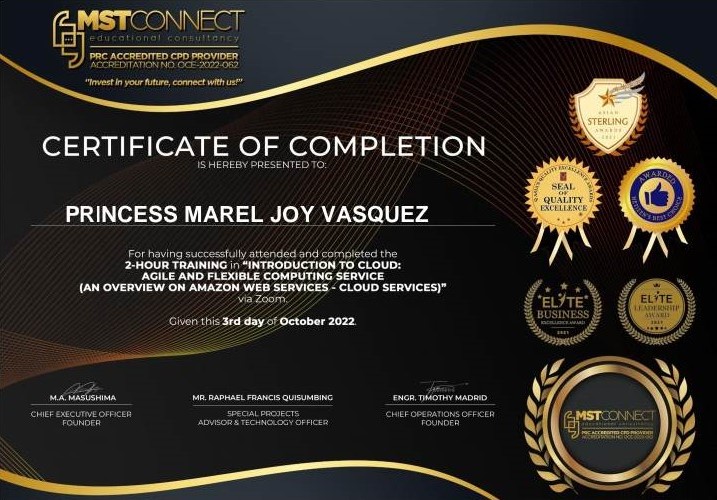 MSTCONNECT
educational consultancy
PRC ACCREDITED CPD PROVIDER
ACCREDITATION NO. OCE-2022-062
"Invest in your future, connect with us!"
CERTIFICATE OF COMPLETION
IS HEREBY PRESENTED TO:
PRINCESS MAREL JOY VASQUEZ
For having successfully attended and completed the
2-HOUR TRAINING in "INTRODUCTION TO CLOUD:
AGILE AND FLEXIBLE COMPUTING SERVICE
(AN OVERVIEW ON AMAZON WEB SERVICES - CLOUD SERVICES)"
via Zoom.
Given this 3rd day of October 2022.
M.A. MASUSHIMA
CHIEF EXECUTIVE OFFICER
FOUNDER
MR. RAPHAEL FRANCIS QUISUMBING
SPECIAL PROJECTS
ADVISOR & TECHNOLOGY OFFICER
ENGR. TIMOTHY MADRID
CHIEF OPERATIONS OFFICER
FOUNDER
ASIAN
STERLING
AWARDS
2021
SEAL
OF
QUALITY
EXCELLENCE
AWARDED
ELYTE
BUSINESS
EXCELLENCE AWARD
2021
ELYTE
LEADERSHIP
AWARD
2021
MSTCONNECT
educational consultancy
PRC ACCREDITED CPD PROVIDER
ACCREDITATION NO. OCE-2022-062